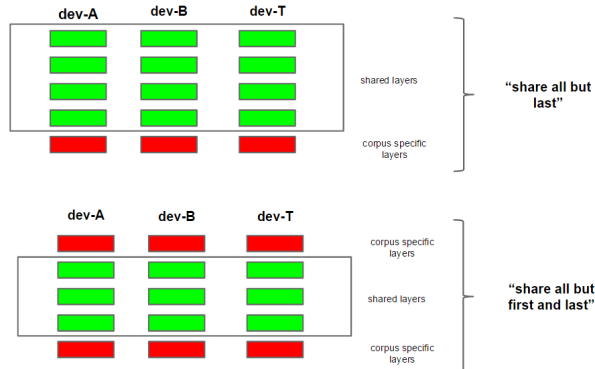 dev-A dev-B dev-T
shared layers
“share all but
last”
corpus specific
layers
dev-A dev-B dev-T
corpus specific
layers
shared layers
“share all but
first and last”
corpus specific
layers